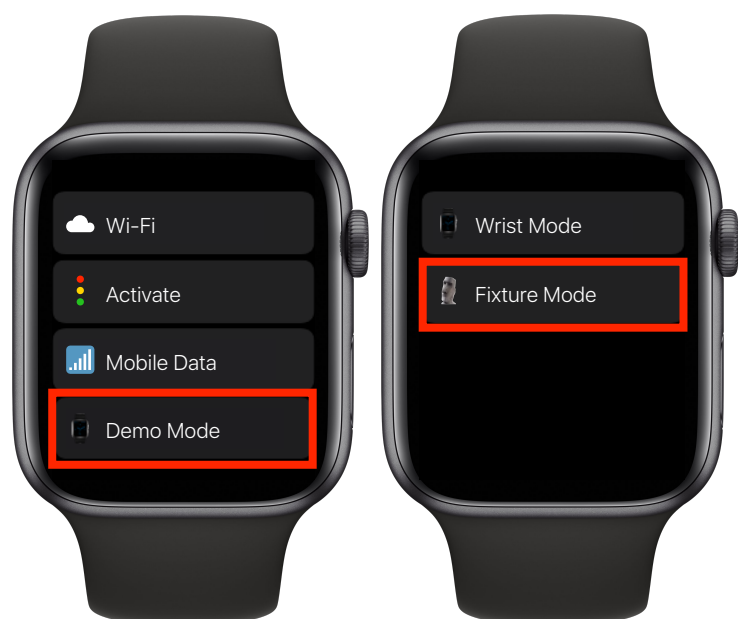 Wi-Fi
Activate
Mobile Data
Demo Mode
Wrist Mode
Fixture Mode